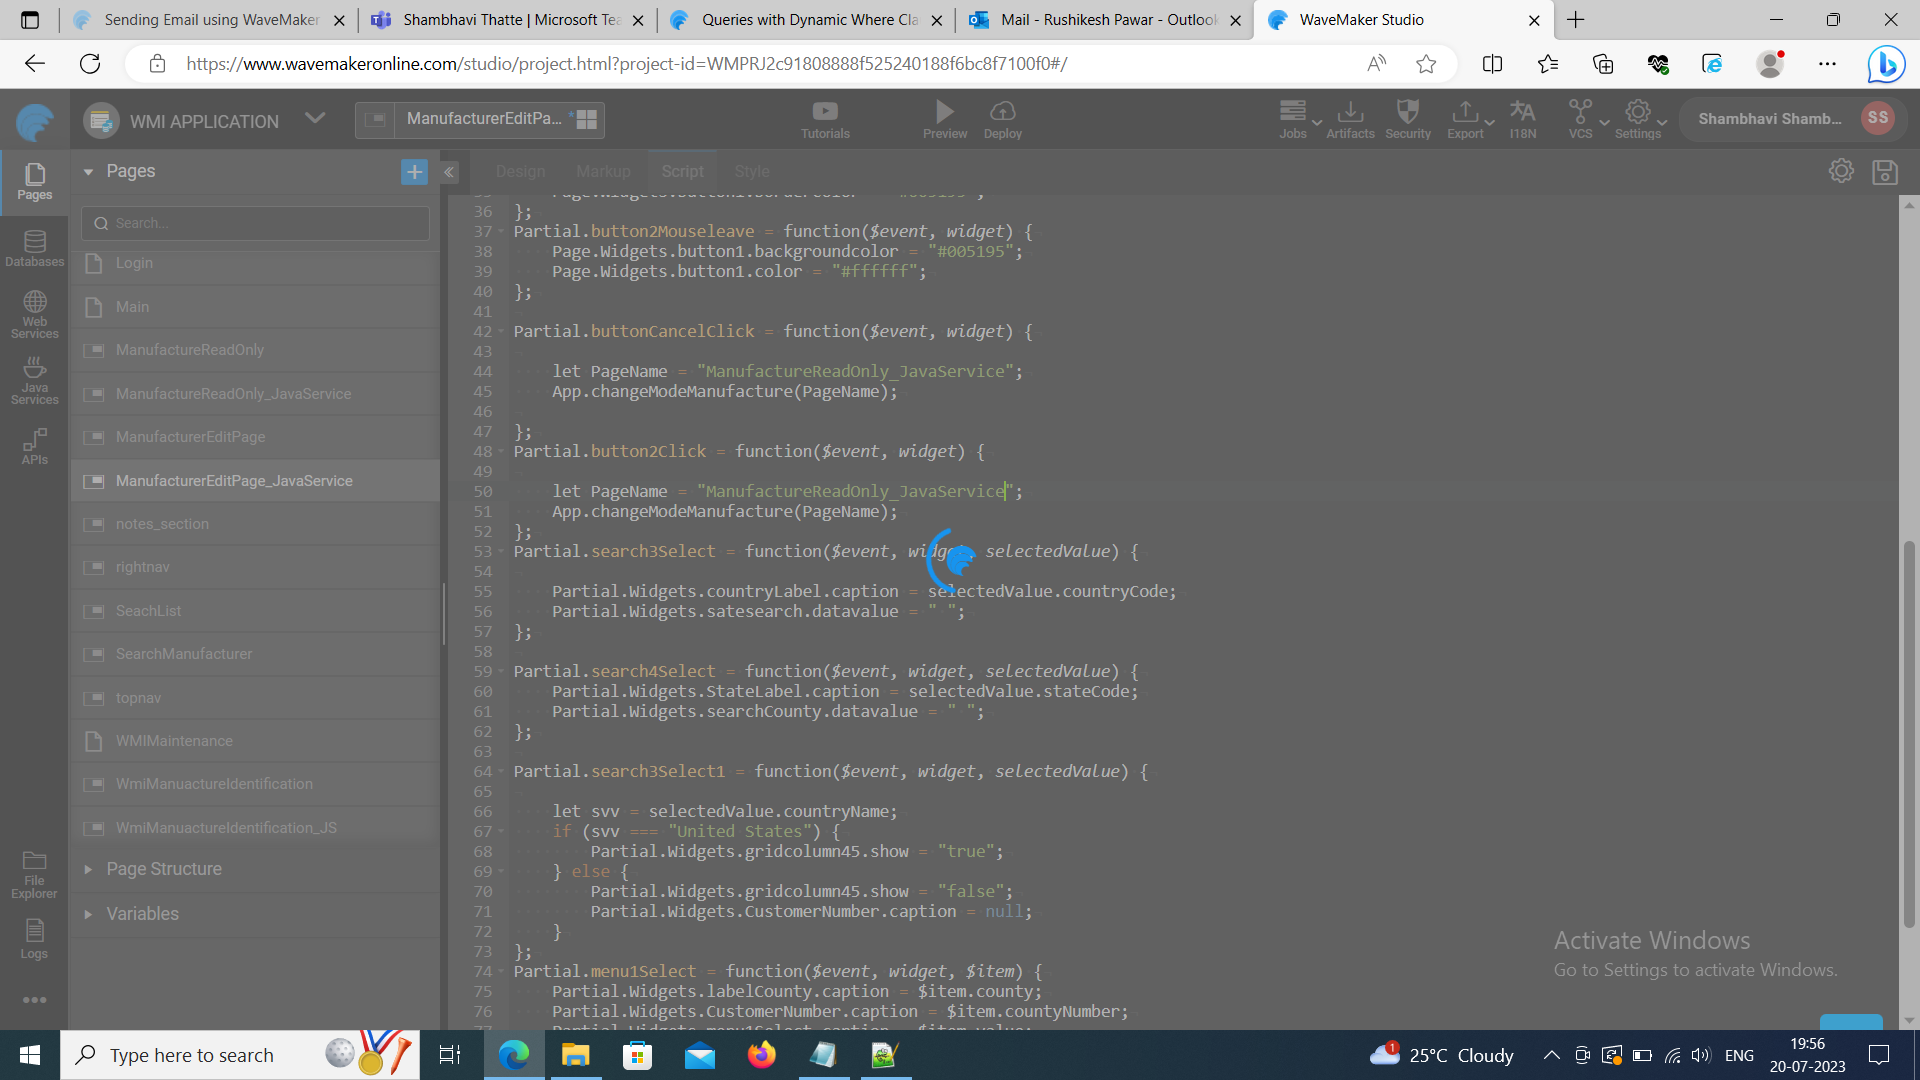 Sending Email using WaveMaker
Shambhavi Thatte | Microsoft Tea
Queries with Dynamic Where Cla
Mail - Rushikesh Pawar - Outlook
WaveMaker Studio
https://www.wavemakeronline.com/studio/project.html?project-id=WMPRJ2c91808888f525240188f6bc8f7100f0#/
WMI APPLICATION
ManufacturerEditPa... *
Tutorials
Preview
Deploy
Jobs
Artifacts
Security
Export
I18N
VCS
Settings
Shambhavi Shamb...
SS
Pages
Design
Markup
Script
Style
Pages
Databases
Web Services
Java Services
APIs
File Explorer
Logs
Search...
Login
Main
ManufactureReadOnly
ManufactureReadOnly_JavaService
ManufacturerEditPage
ManufacturerEditPage_JavaService
notes_section
rightnav
SeachList
SearchManufacturer
topnav
WMIMaintenance
WmiManuactureIdentification
WmiManuactureIdentification_JS
Page Structure
Variables
36 };
37 Partial.button2Mouseleave = function($event, widget) {
38 Page.Widgets.button1.backgroundcolor = "#005195";
39 Page.Widgets.button1.color = "#ffffff";
40 };
41
42 Partial.buttonCancelClick = function($event, widget) {
43
44 let PageName = "ManufactureReadOnly_JavaService";
45 App.changeModeManufacture(PageName);
46
47 };
48 Partial.button2Click = function($event, widget) {
49
50 let PageName = "ManufactureReadOnly_JavaService";
51 App.changeModeManufacture(PageName);
52 };
53 Partial.search3Select = function($event, widget, selectedValue) {
54
55 Partial.Widgets.countryLabel.caption = selectedValue.countryCode;
56 Partial.Widgets.satesearch.datavalue = " ";
57 };
58
59 Partial.search4Select = function($event, widget, selectedValue) {
60 Partial.Widgets.StateLabel.caption = selectedValue.stateCode;
61 Partial.Widgets.searchCounty.datavalue = " ";
62 };
63
64 Partial.search3Select1 = function($event, widget, selectedValue) {
65
66 let svv = selectedValue.countryName;
67 if (svv === "United States") {
68 Partial.Widgets.gridcolumn45.show = "true";
69 } else {
70 Partial.Widgets.gridcolumn45.show = "false";
71 Partial.Widgets.CustomerNumber.caption = null;
72 }
73 };
74 Partial.menu1Select = function($event, widget, $item) {
75 Partial.Widgets.labelCounty.caption = $item.county;
76 Partial.Widgets.CustomerNumber.caption = $item.countyNumber;
Activate Windows
Go to Settings to activate Windows.
Type here to search
1
25°C Cloudy
ENG
19:56
20-07-2023